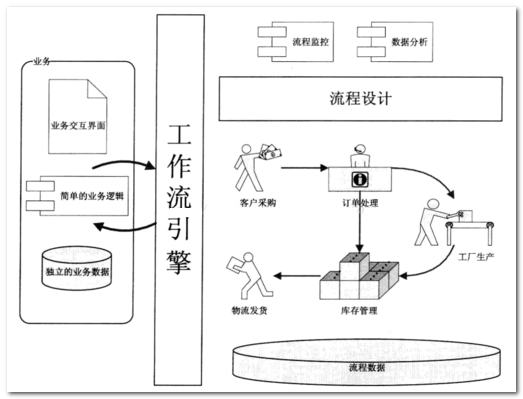 流程监控
数据分析
业务
业务交互界面
流程设计
工作流引擎
简单的业务逻辑
独立的业务数据
客户采购
订单处理
工厂生产
物流发货
库存管理
流程数据